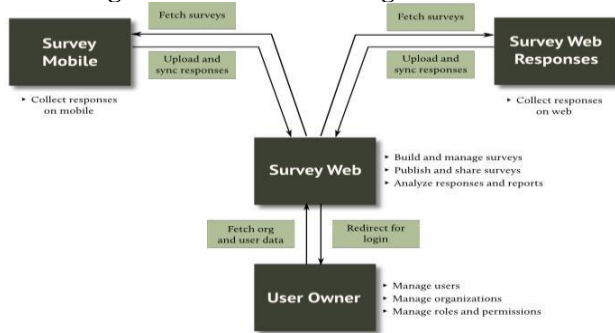 Fetch surveys
Fetch surveys
Survey
Mobile
Survey Web
Responses
Upload and
sync responses
Upload and
sync responses
‣ Collect responses
on mobile
‣ Collect responses
on web
Survey Web
‣ Build and manage surveys
‣ Publish and share surveys
‣ Analyze responses and reports
Fetch org
and user data
Redirect for
login
User Owner
‣ Manage users
‣ Manage organizations
‣ Manage roles and permissions